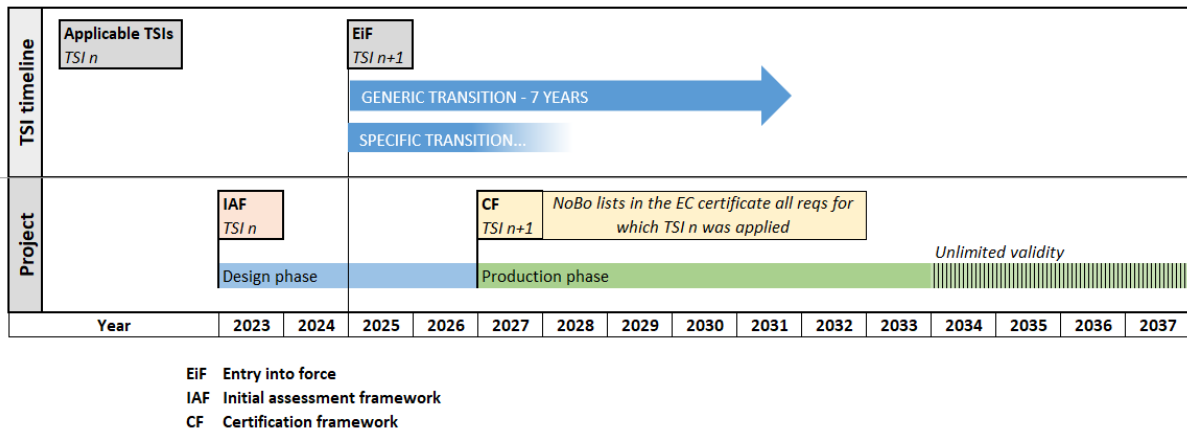 TSI timeline
Applicable TSIs
TSI n
EiF
TSI n+1
GENERIC TRANSITION - 7 YEARS
SPECIFIC TRANSITION...
Project
IAF
TSI n
CF
TSI n+1
NoBo lists in the EC certificate all reqs for
which TSI n was applied
Unlimited validity
Design phase
Production phase
Year 2023 2024 2025 2026 2027 2028 2029 2030 2031 2032 2033 2034 2035 2036 2037
EiF Entry into force
IAF Initial assessment framework
CF Certification framework